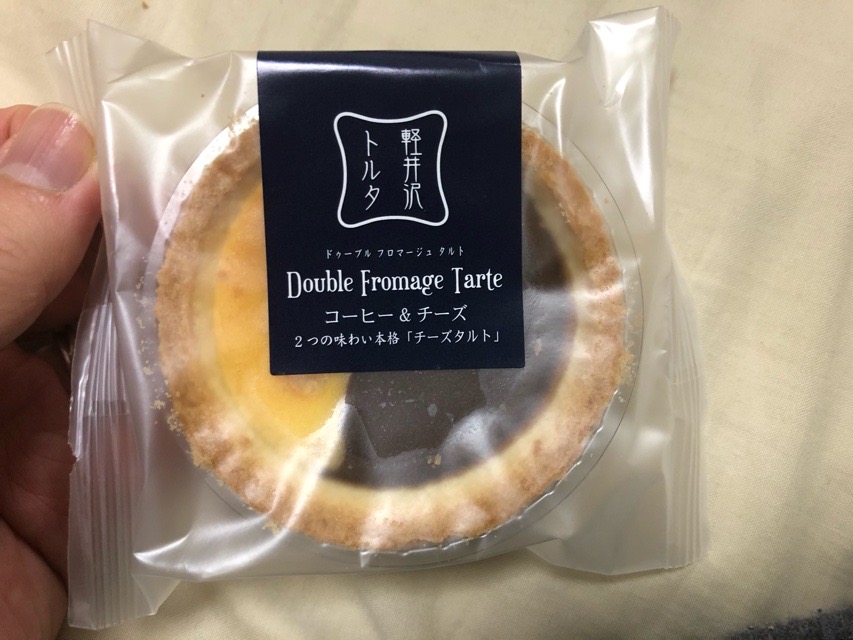 軽井沢
トルタ
ドゥーブル フロマージュ タルト
Double Fromage Tarte
コーヒー & チーズ
2つの味わい本格「チーズタルト」